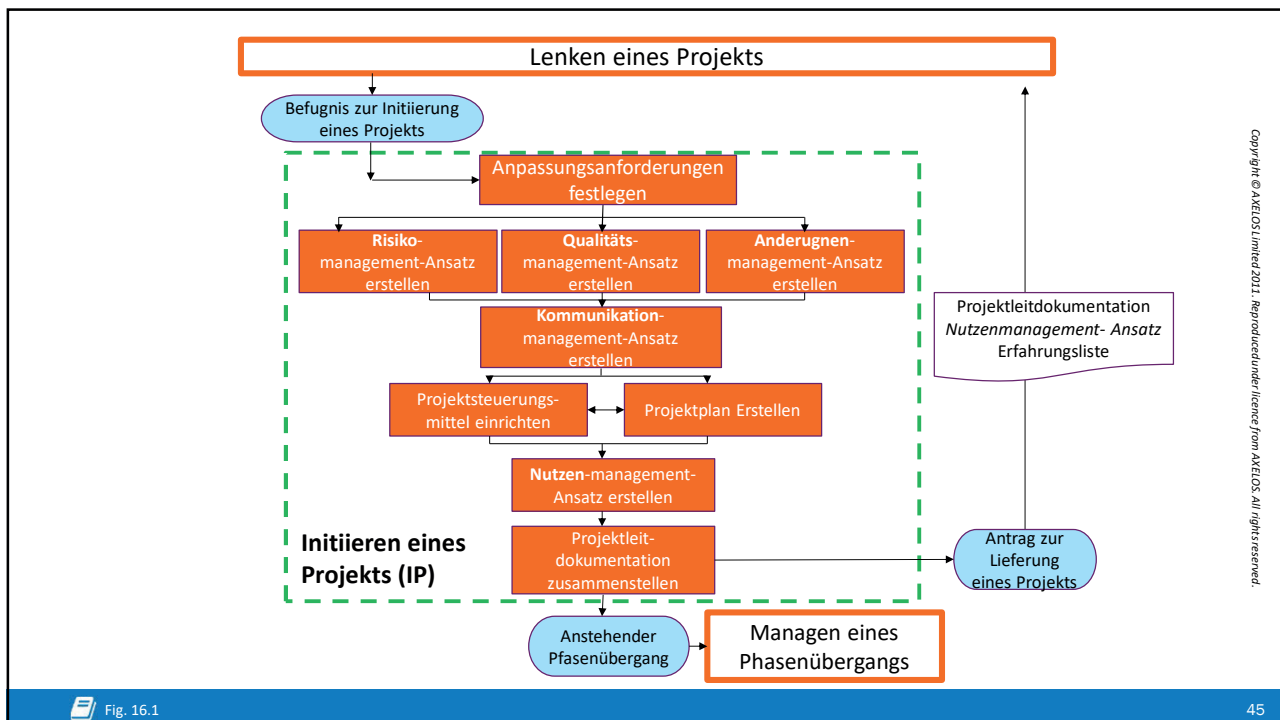 Lenken eines Projekts
Befugnis zur Initiierung
eines Projekts
Anpassungsanforderungen
festlegen
Risiko-
management-Ansatz
erstellen
Qualitäts-
management-Ansatz
erstellen
Anderugnen-
management-Ansatz
erstellen
Kommunikation-
management-Ansatz
erstellen
Projektsteuerungs-
mittel einrichten
Projektplan Erstellen
Nutzen-management-
Ansatz erstellen
Projektleit-
dokumentation
zusammenstellen
Initiieren eines
Projekts (IP)
Projektleitdokumentation
Nutzenmanagement- Ansatz
Erfahrungsliste
Antrag zur
Lieferung
eines Projekts
Anstehender
Pfasenübergang
Managen eines
Phasenübergangs
Copyright © AXELOS Limited 2011. Reproduced under licence from AXELOS. All rights reserved.
Fig. 16.1
45